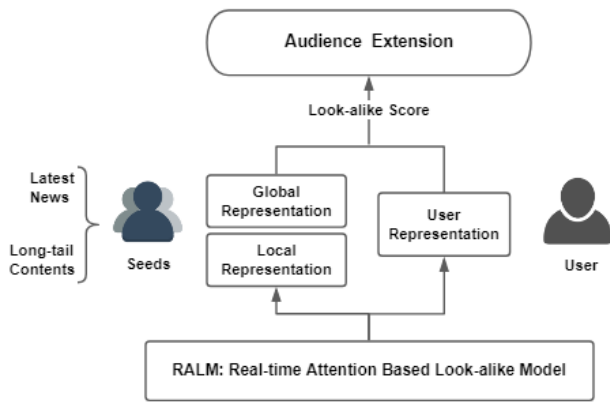 Audience Extension
Look-alike Score
Latest
News
Long-tail
Contents
Seeds
Global
Representation
Local
Representation
User
Representation
User
RALM: Real-time Attention Based Look-alike Model